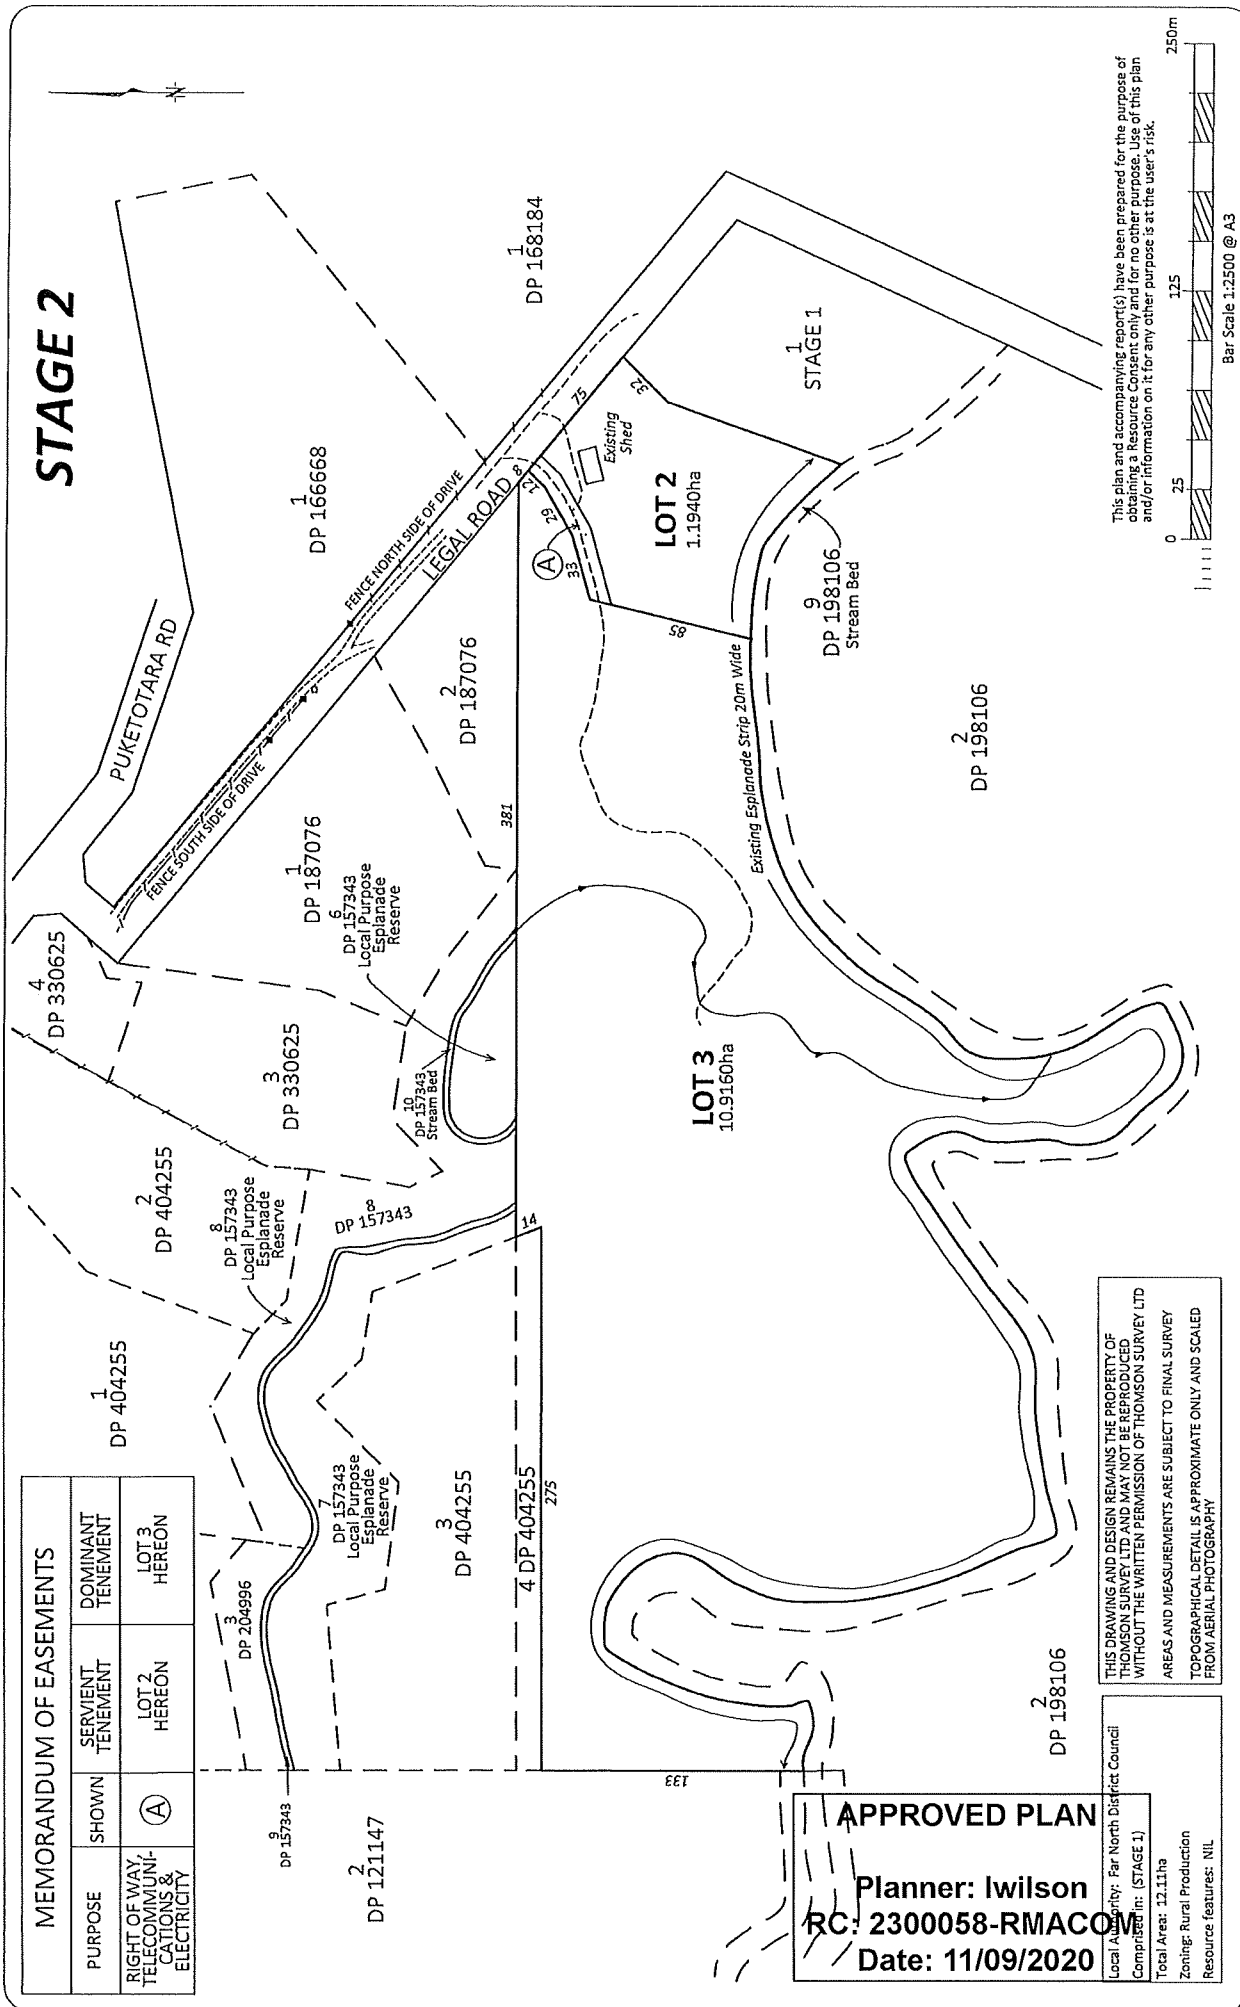 STAGE 2
-N-
MEMORANDUM OF EASEMENTS
PURPOSE
SHOWN
SERVIENT
TENEMENT
DOMINANT
TENEMENT
RIGHT OF WAY,
TELECOMMUNI-
CATIONS &
ELECTRICITY
A
LOT 2
HEREON
LOT 3
HEREON
1
DP 404255
2
DP 404255
4
DP 330625
3
DP 330625
PUKETOTARA RD
FENCE SOUTH SIDE OF DRIVE
FENCE NORTH SIDE OF DRIVE
LEGAL ROAD
1
DP 166668
1
DP 168184
1
DP 187076
2
DP 187076
6
DP 157343
Local Purpose
Esplanade
Reserve
10
DP 157343
Stream Bed
8
DP 157343
Local Purpose
Esplanade
Reserve
8
DP 157343
3
DP 204996
7
DP 157343
Local Purpose
Esplanade
Reserve
9
DP 157343
2
DP 121147
3
DP 404255
4 DP 404255
275
14
381
8
12
29
33
A
75
32
85
133
Existing
Shed
LOT 2
1.1940ha
1
STAGE 1
LOT 3
10.9160ha
Existing Esplanade Strip 20m Wide
9
DP 198106
Stream Bed
2
DP 198106
2
DP 198106
APPROVED PLAN
Planner: lwilson
RC: 2300058-RMACOM
Date: 11/09/2020
Local Authority: Far North District Council
Comprised in: (STAGE 1)
Total Area: 12.11ha
Zoning: Rural Production
Resource features: NIL
THIS DRAWING AND DESIGN REMAINS THE PROPERTY OF
THOMSON SURVEY LTD AND MAY NOT BE REPRODUCED
WITHOUT THE WRITTEN PERMISSION OF THOMSON SURVEY LTD
AREAS AND MEASUREMENTS ARE SUBJECT TO FINAL SURVEY
TOPOGRAPHICAL DETAIL IS APPROXIMATE ONLY AND SCALED
FROM AERIAL PHOTOGRAPHY
This plan and accompanying report(s) have been prepared for the purpose of
obtaining a Resource Consent only and for no other purpose. Use of this plan
and/or information on it for any other purpose is at the user's risk.
0 25 125 250m
Bar Scale 1:2500 @ A3